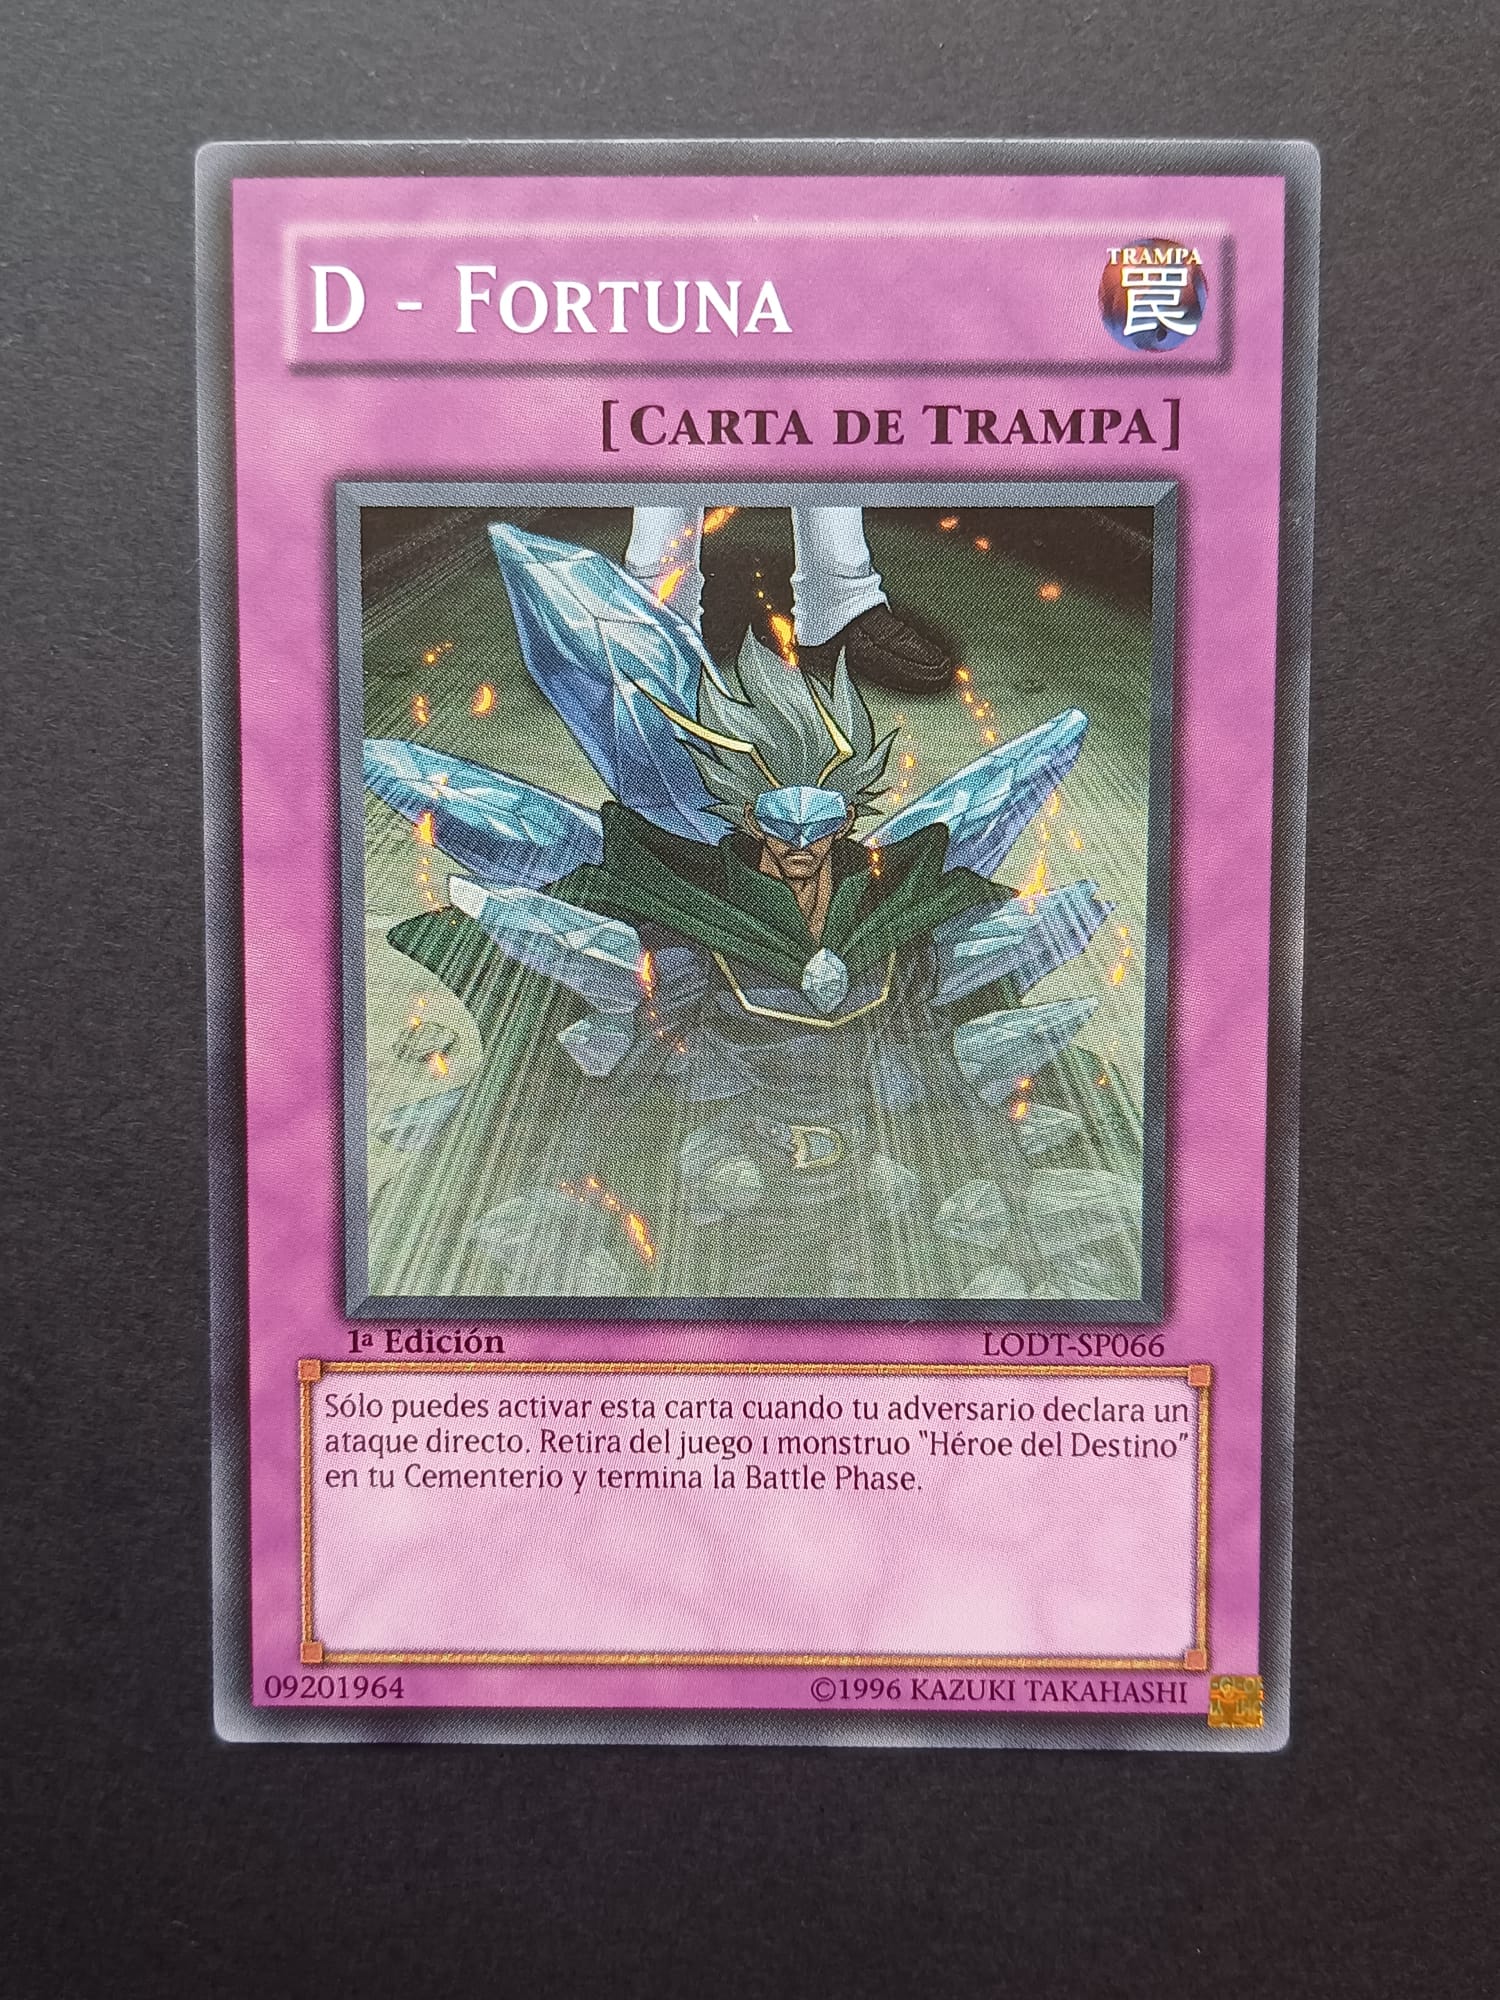 D - FORTUNA
TRAMPA
罠
[CARTA DE TRAMPA]
D
1ª Edición
LODT-SP066
Sólo puedes activar esta carta cuando tu adversario declara un
ataque directo. Retira del juego 1 monstruo "Héroe del Destino"
en tu Cementerio y termina la Battle Phase.
09201964
©1996 KAZUKI TAKAHASHI